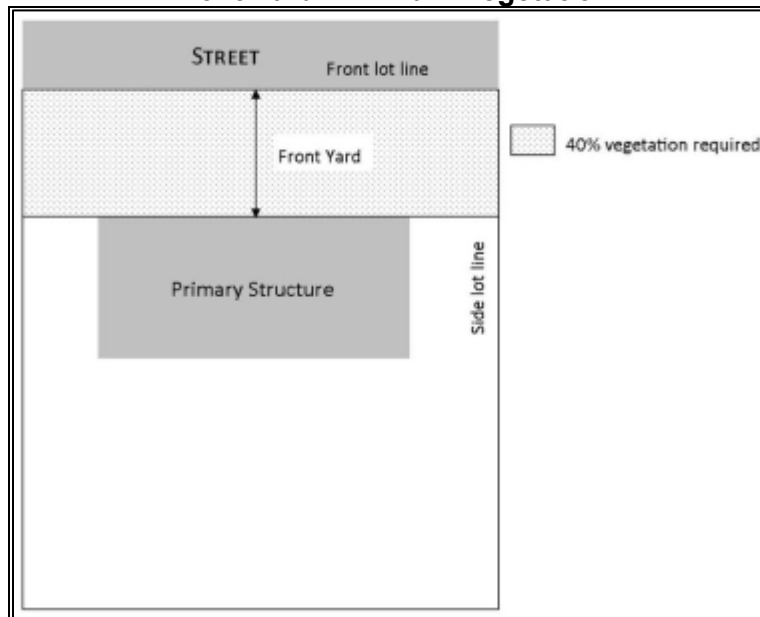 STREET
Front lot line
Front Yard
40% vegetation required
Primary Structure
Side lot line